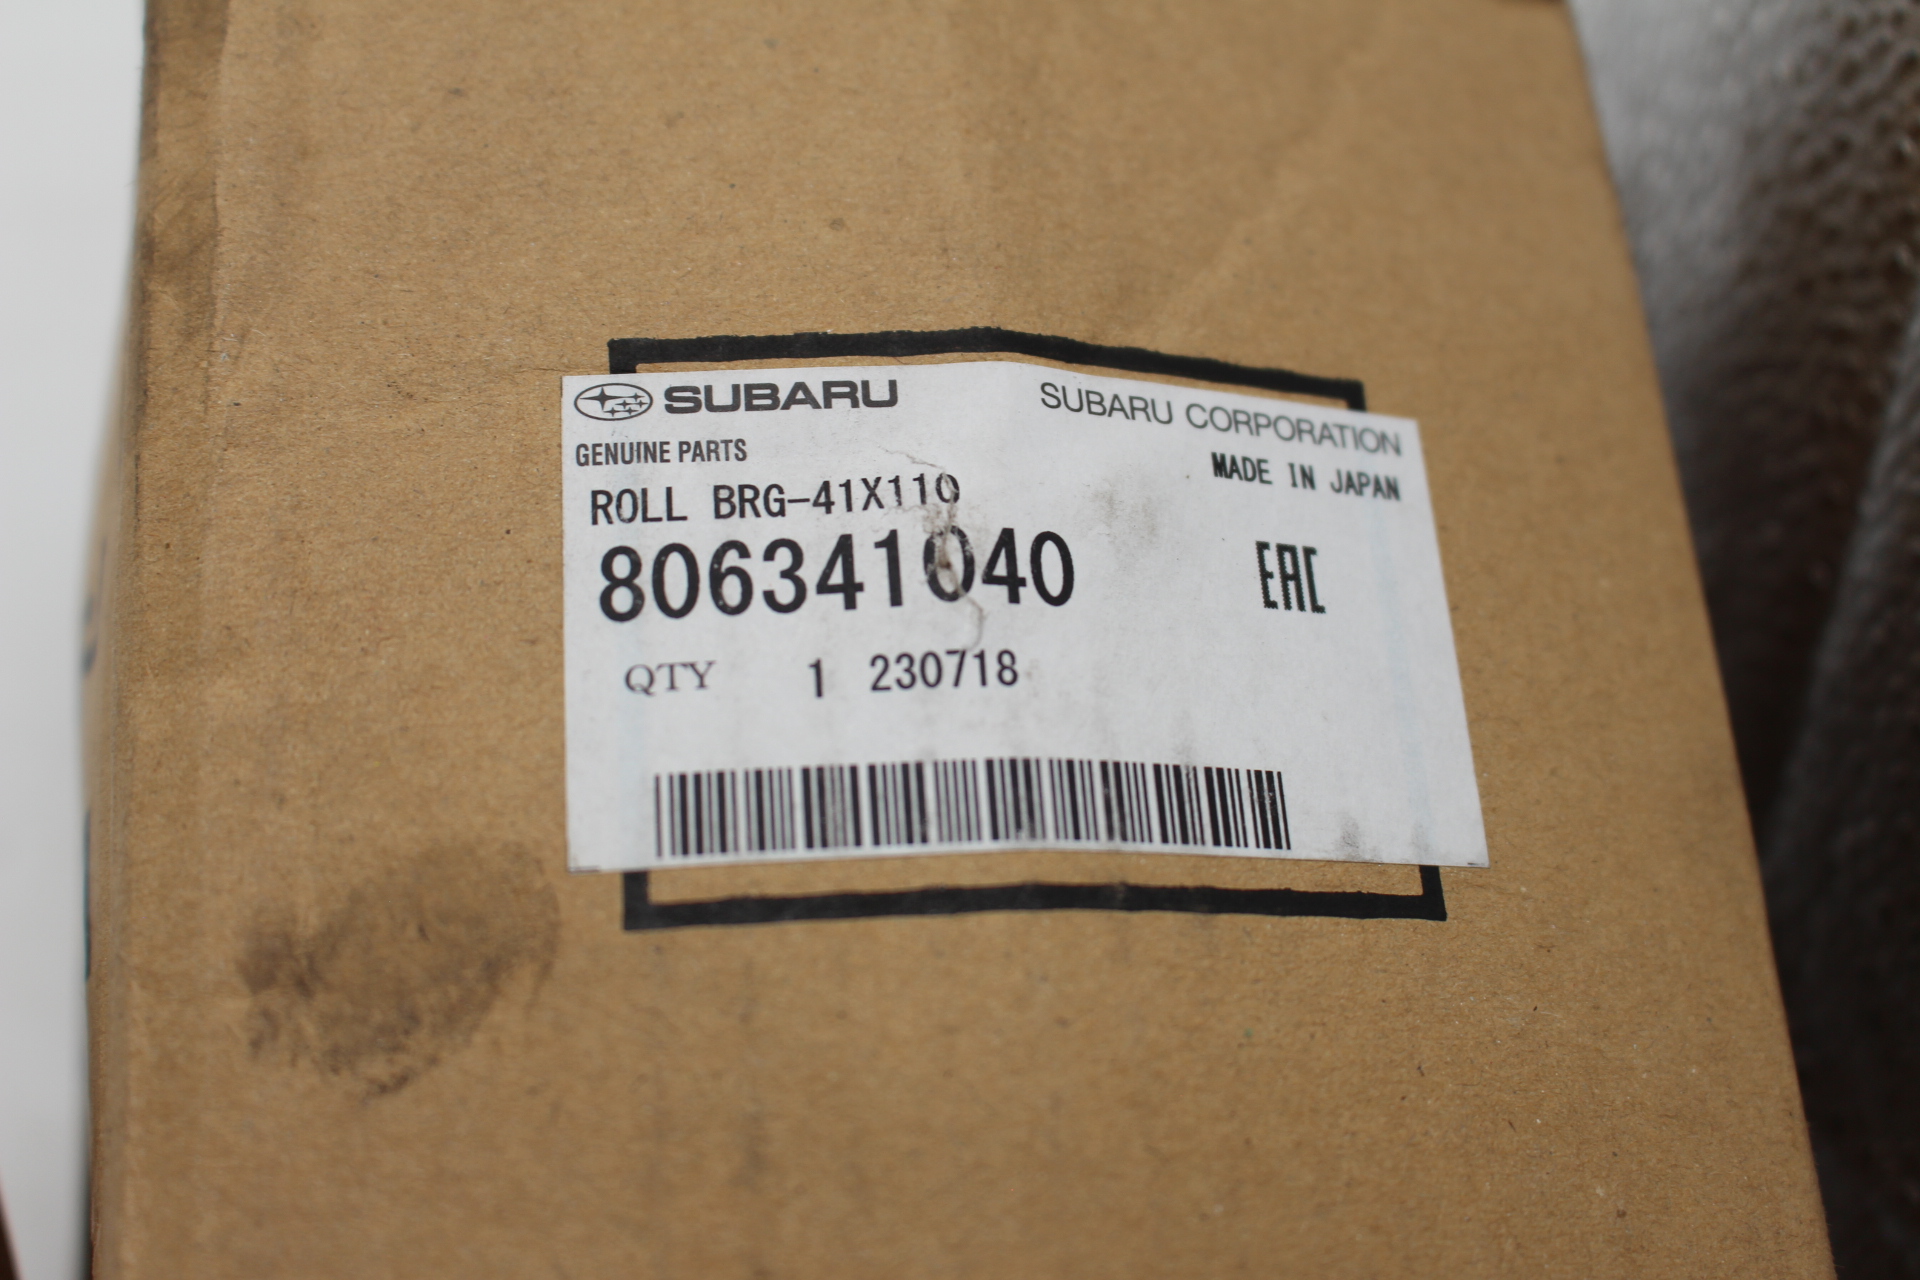 SUBARU SUBARU CORPORATION
GENUINE PARTS MADE IN JAPAN
ROLL BRG-41X110
806341040 EAC
QTY 1 230718